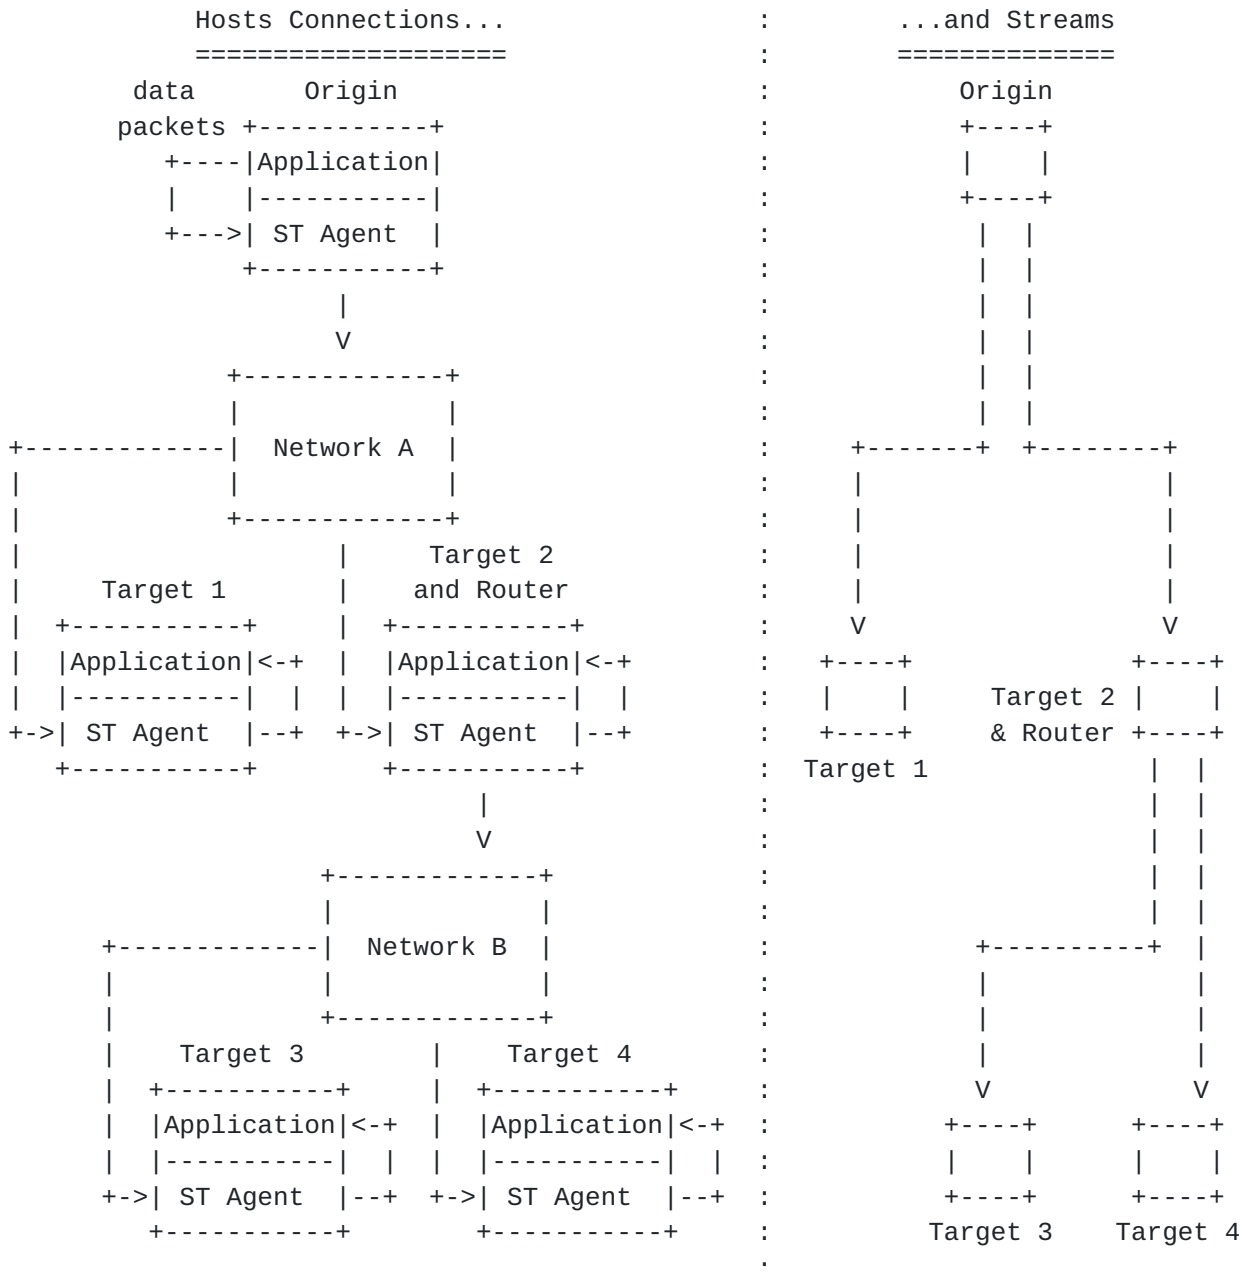 Hosts Connections... : ...and Streams
==================== : ==============
data Origin : Origin
packets +-----------+ : +----+
+----|Application| : | |
| |-----------| : +----+
+--->| ST Agent | : | |
+-----------+ : | |
| : | |
V : | |
+-------------+ : | |
| | : | |
+-------------| Network A | : +-------+ +--------+
| | | : | |
| +-------------+ : | |
| | Target 2 : | |
| Target 1 | and Router : | |
| +-----------+ | +-----------+ : V V
| |Application|<-+ | |Application|<-+ : +----+ +----+
| |-----------| | | |-----------| | : | | Target 2 | |
+->| ST Agent |--+ +->| ST Agent |--+ : +----+ & Router +----+
+-----------+ +-----------+ : Target 1 | |
| : | |
V : | |
+-------------+ : | |
| | : | |
+-------------| Network B | : +----------+ |
| | | : | |
| +-------------+ : | |
| Target 3 | Target 4 : | |
| +-----------+ | +-----------+ : V V
| |Application|<-+ | |Application|<-+ : +----+ +----+
| |-----------| | | |-----------| | : | | | |
+->| ST Agent |--+ +->| ST Agent |--+ : +----+ +----+
+-----------+ +-----------+ : Target 3 Target 4
: